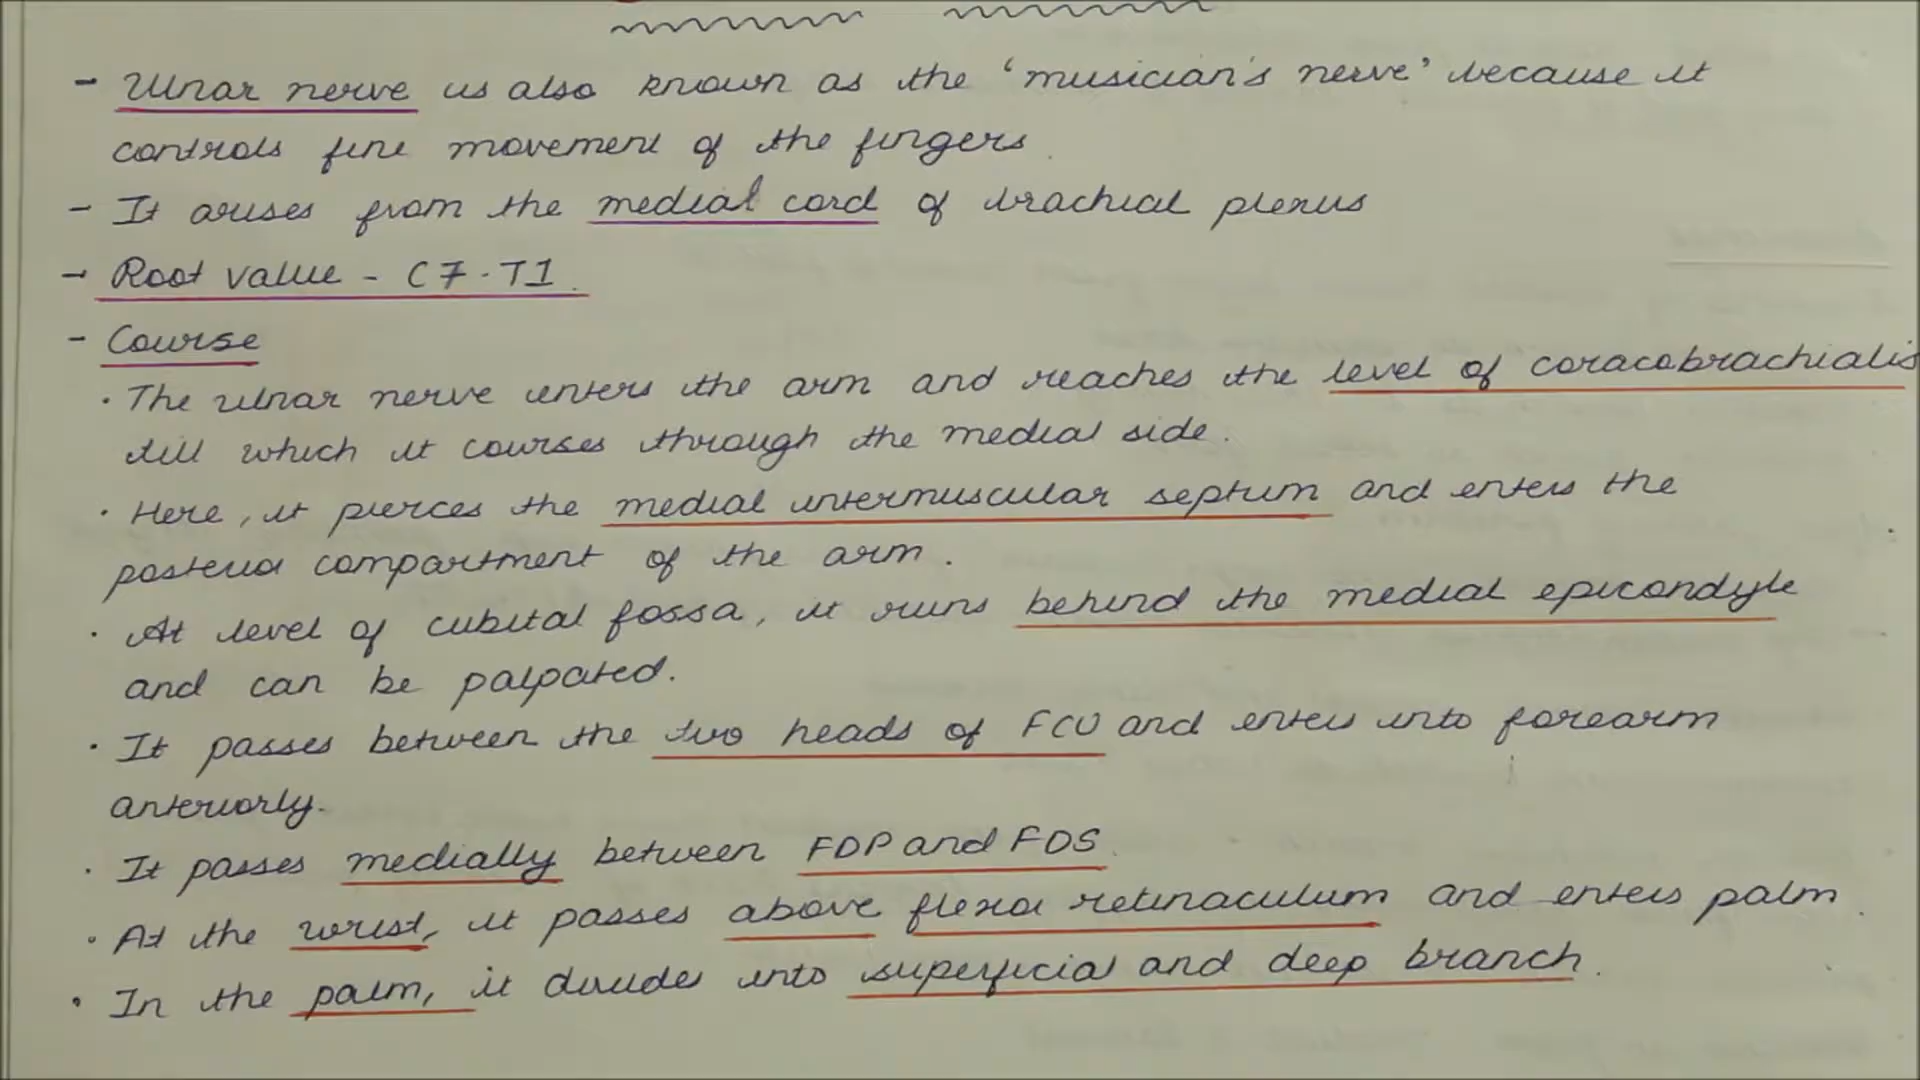 - Ulnar nerve is also known as the 'musician's nerve' because it
controls fine movement of the fingers
- It arises from the medial cord of brachial plexus
- Root value - C7-T1.
- Course
· The ulnar nerve enters the arm and reaches the level of coracobrachialis
till which it courses through the medial side.
· Here, it pierces the medial intermuscular septum and enters the
posterior compartment of the arm.
· At level of cubital fossa, it runs behind the medial epicondyle
and can be palpated.
· It passes between the two heads of FCU and enters into forearm
anteriorly.
· It passes medially between FDP and FDS.
· At the wrist, it passes above flexor retinaculum and enters palm.
· In the palm, it divides into superficial and deep branch.